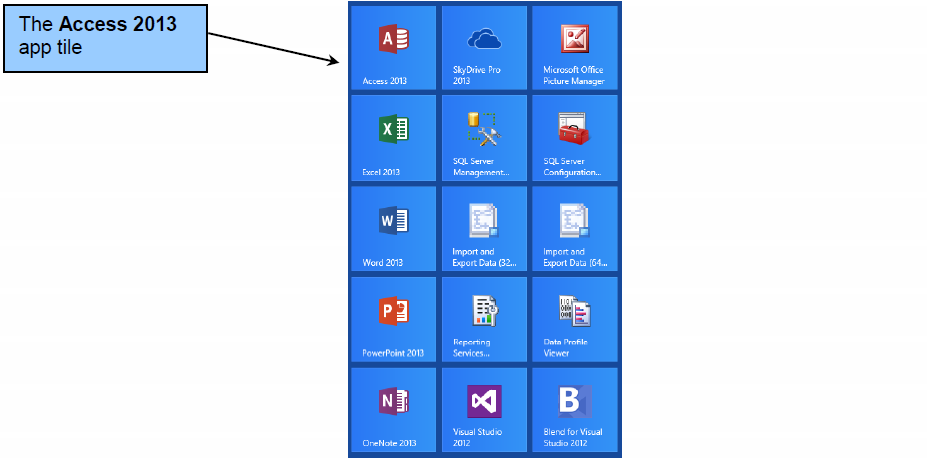 The Access 2013
app tile
Access 2013
SkyDrive Pro
2013
Microsoft Office
Picture Manager
Excel 2013
SQL Server
Management...
SQL Server
Configuration...
Word 2013
Import and
Export Data (32...
Import and
Export Data (64...
PowerPoint 2013
Reporting
Services...
Data Profile
Viewer
OneNote 2013
Visual Studio
2012
Blend for Visual
Studio 2012